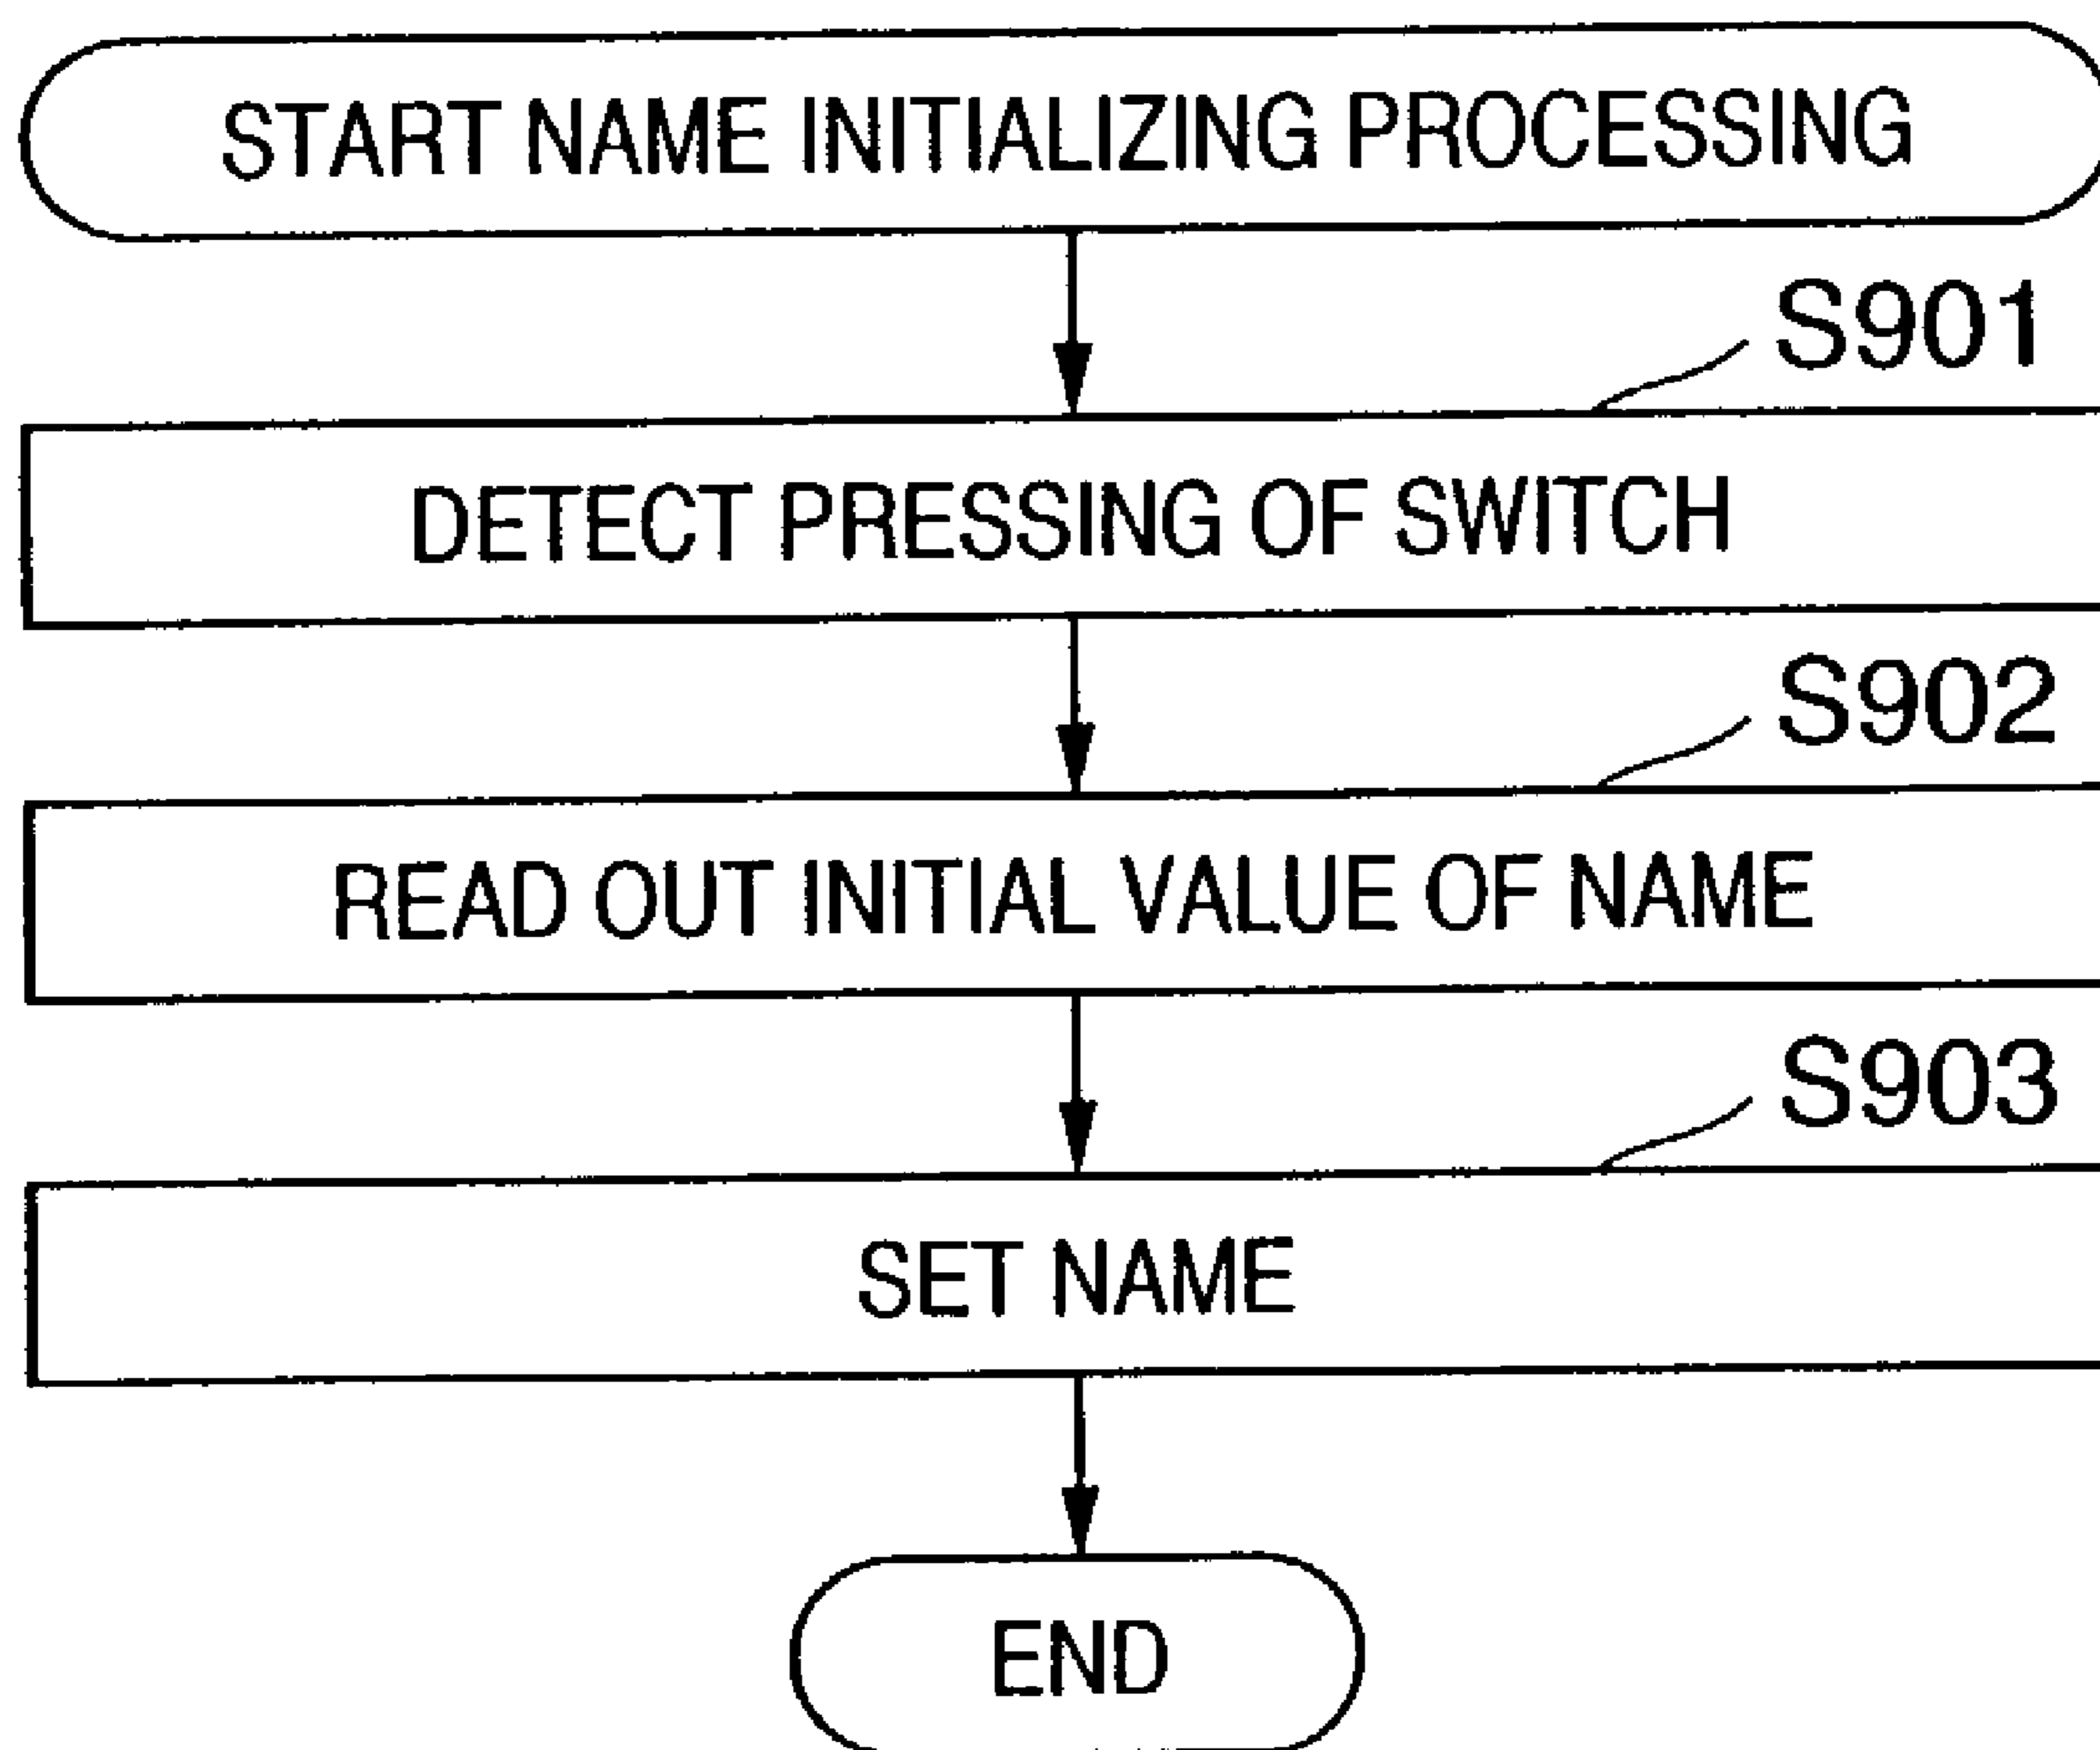 START NAME INITIALIZING PROCESSING
S901
DETECT PRESSING OF SWITCH
S902
READ OUT INITIAL VALUE OF NAME
S903
SET NAME
END